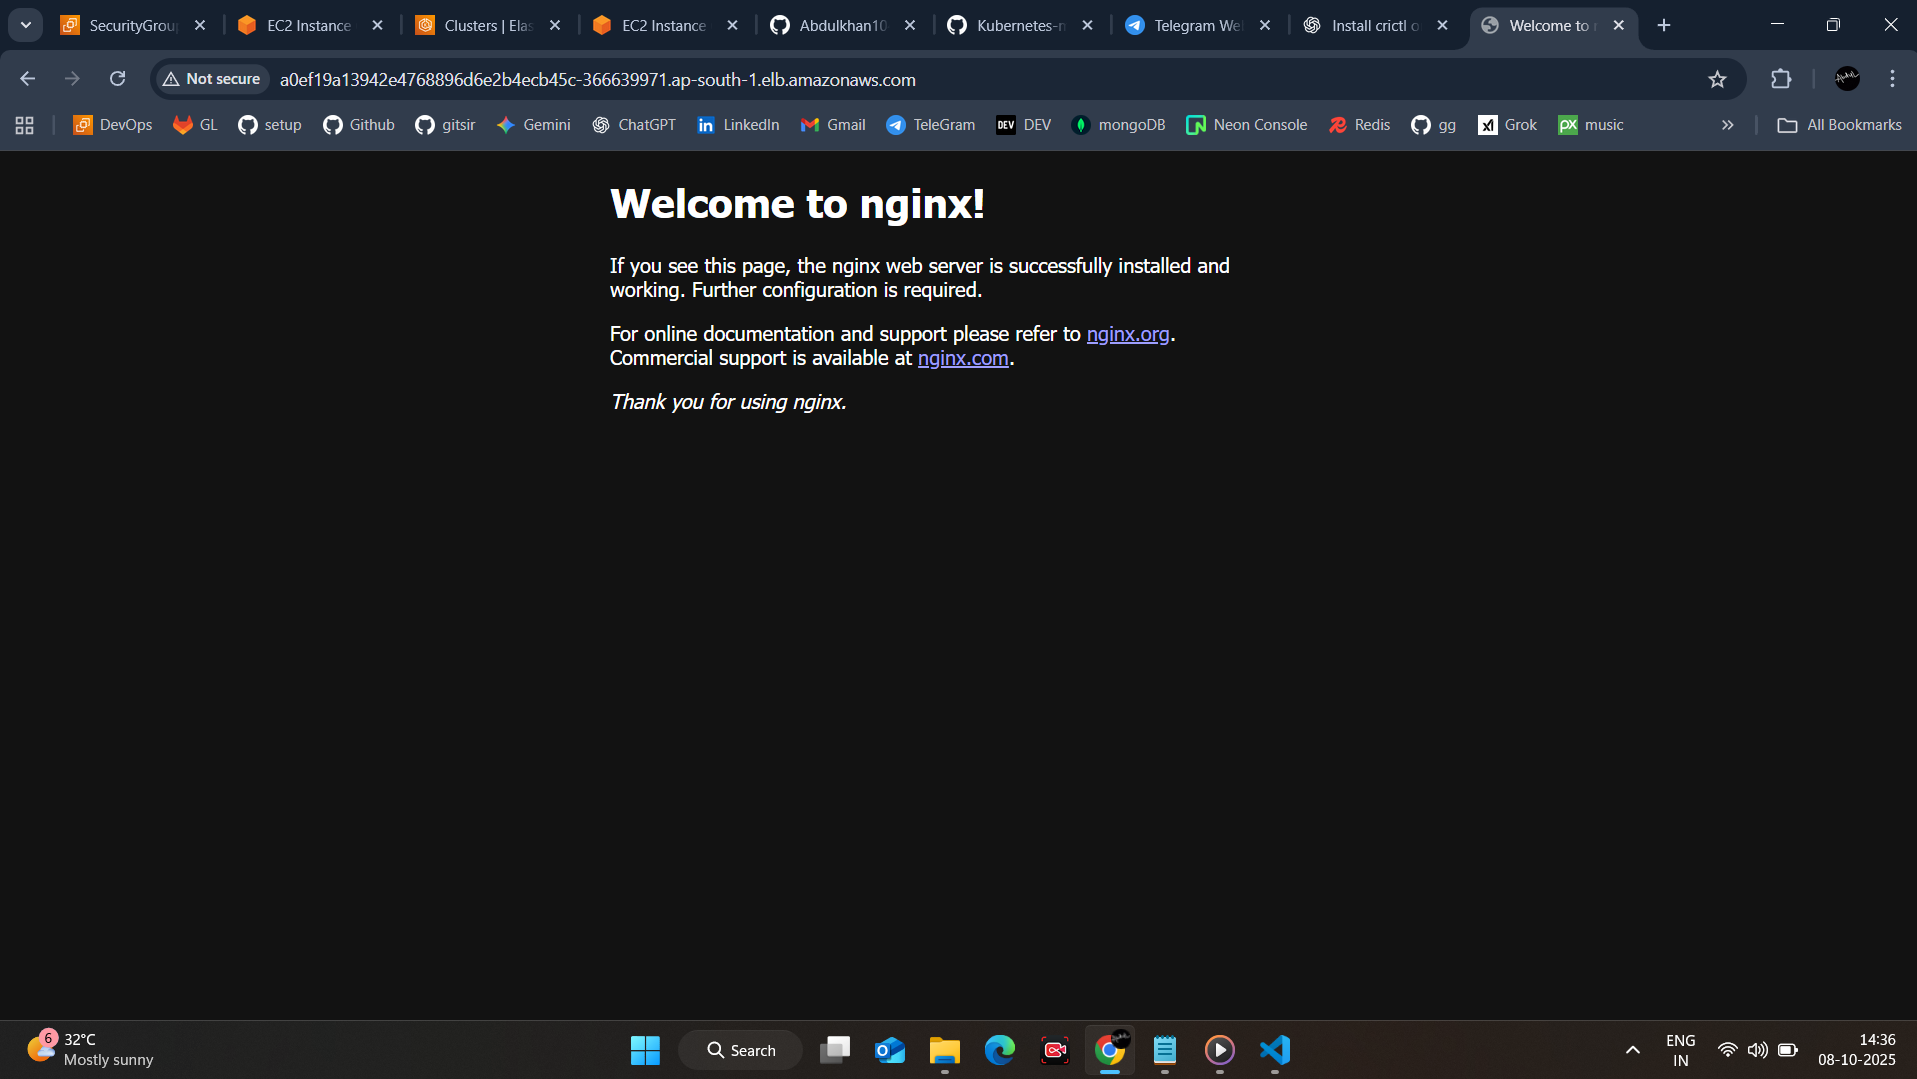 SecurityGroup
EC2 Instance
Clusters | Elas
EC2 Instance
Abdulkhan10
Kubernetes-m
Telegram We
Install crictl o
Welcome to n
Not secure
a0ef19a13942e4768896d6e2b4ecb45c-366639971.ap-south-1.elb.amazonaws.com
DevOps
GL
setup
Github
gitsir
Gemini
ChatGPT
LinkedIn
Gmail
TeleGram
DEV DEV
mongoDB
Neon Console
Redis
gg
Grok
px music
All Bookmarks
Welcome to nginx!
If you see this page, the nginx web server is successfully installed and
working. Further configuration is required.
For online documentation and support please refer to nginx.org.
Commercial support is available at nginx.com.
Thank you for using nginx.
6
32°C
Mostly sunny
Search
ENG
IN
14:36
08-10-2025